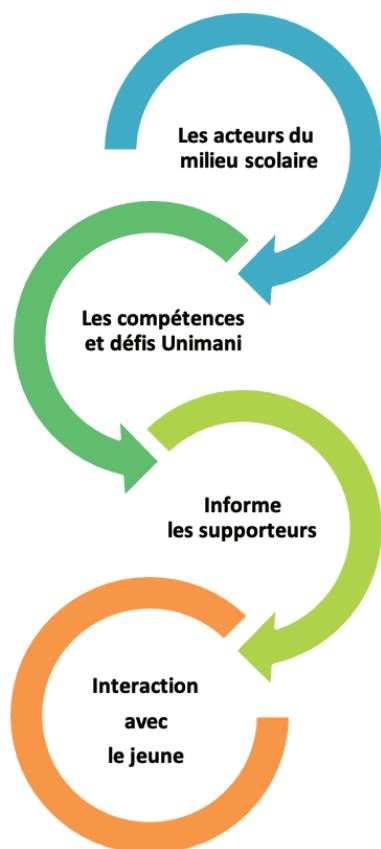 Les acteurs du
milieu scolaire
Les compétences
et défis Unimani
Informe
les supporteurs
Interaction
avec
le jeune